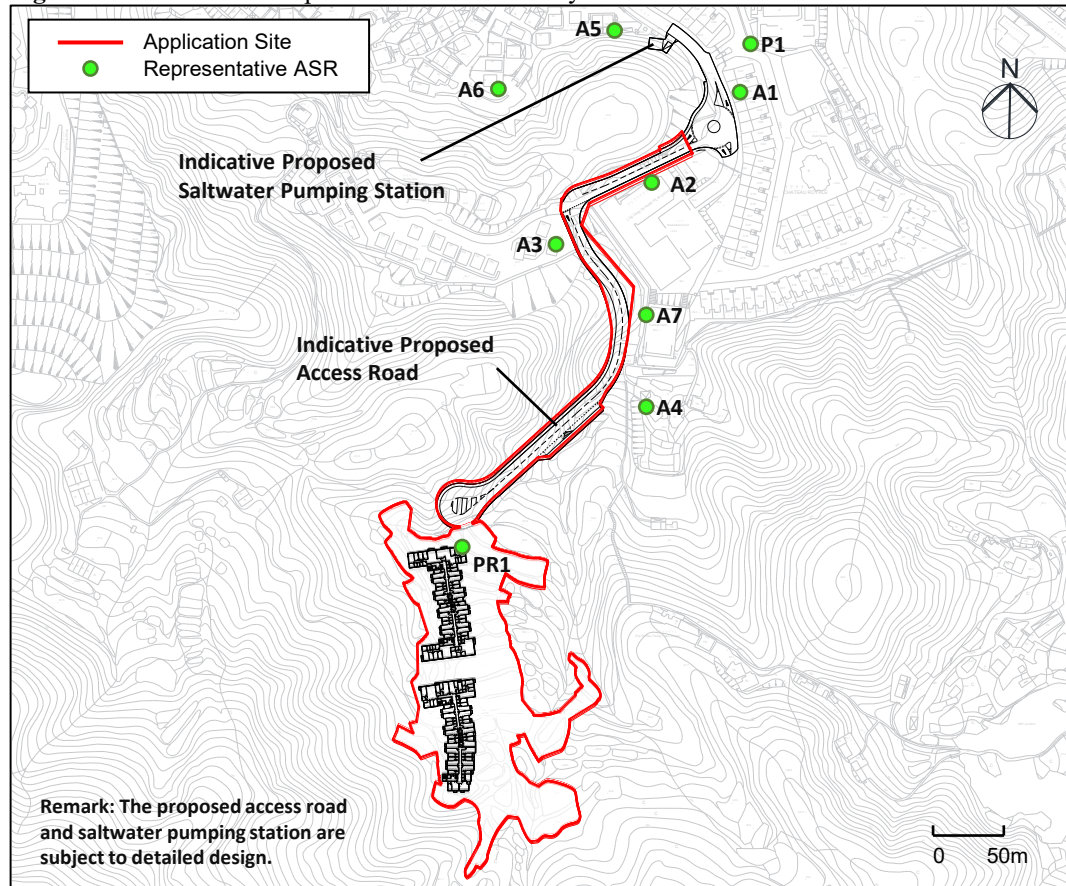 Application Site
Representative ASR
A5
P1
A6
A1
N
Indicative Proposed
Saltwater Pumping Station
A2
A3
Indicative Proposed
Access Road
A7
A4
PR1
Remark: The proposed access road
and saltwater pumping station are
subject to detailed design.
0 50m